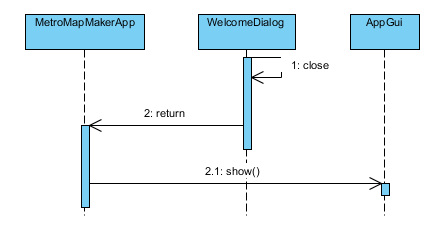 MetroMapMakerApp
WelcomeDialog
AppGui
1: close
2: return
2.1: show()